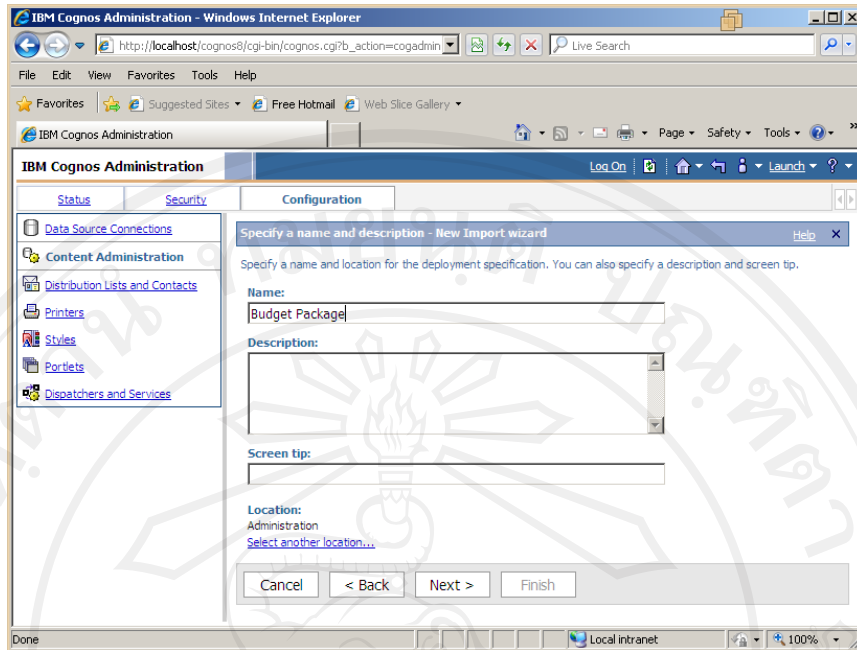 IBM Cognos Administration - Windows Internet Explorer
http://localhost/cognos8/cgi-bin/cognos.cgi?b_action=cogadmin
Live Search
File Edit View Favorites Tools Help
Favorites Suggested Sites Free Hotmail Web Slice Gallery
IBM Cognos Administration Page Safety Tools
IBM Cognos Administration Log On Launch
Status Security Configuration
Data Source Connections
Content Administration
Distribution Lists and Contacts
Printers
Styles
Portlets
Dispatchers and Services
Specify a name and description - New Import wizard Help
Specify a name and location for the deployment specification. You can also specify a description and screen tip.
Name:
Budget Package
Description:
Screen tip:
Location:
Administration
Select another location...
Cancel < Back Next > Finish
Done Local intranet 100%